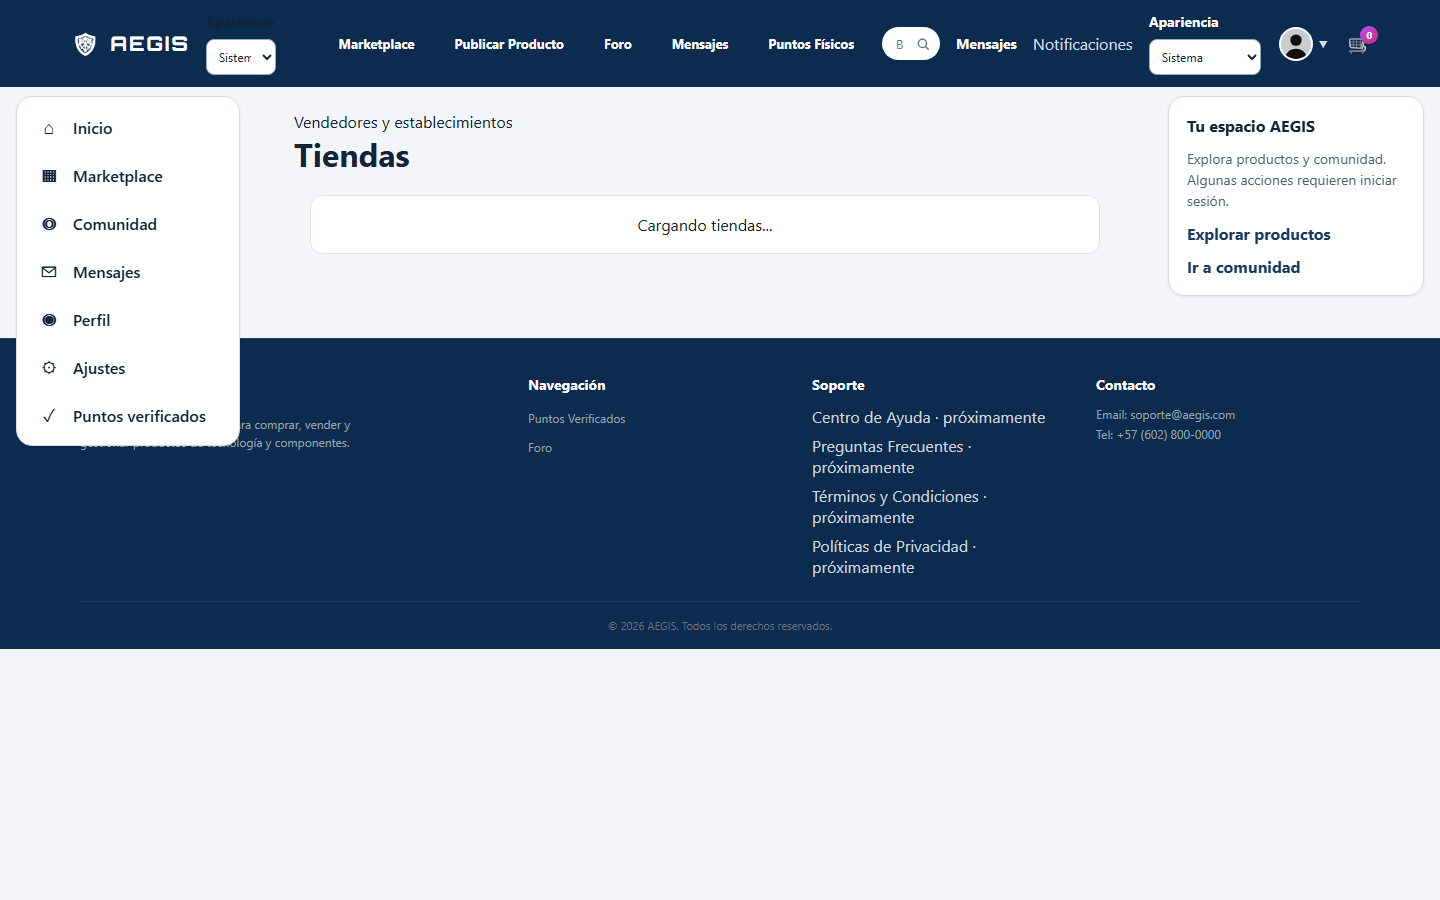 AEGIS
Apariencia
Sistem
Marketplace
Publicar Producto
Foro
Mensajes
Puntos Físicos
B
Mensajes
Notificaciones
Apariencia
Sistema
0
Inicio
Marketplace
Comunidad
Mensajes
Perfil
Ajustes
Puntos verificados
Vendedores y establecimientos
Tiendas
Cargando tiendas...
Tu espacio AEGIS
Explora productos y comunidad.
Algunas acciones requieren iniciar
sesión.
Explorar productos
Ir a comunidad
comprar, vender y
componentes.
Navegación
Puntos Verificados
Foro
Soporte
Centro de Ayuda · próximamente
Preguntas Frecuentes ·
próximamente
Términos y Condiciones ·
próximamente
Políticas de Privacidad ·
próximamente
Contacto
Email: soporte@aegis.com
Tel: +57 (602) 800-0000
© 2026 AEGIS. Todos los derechos reservados.